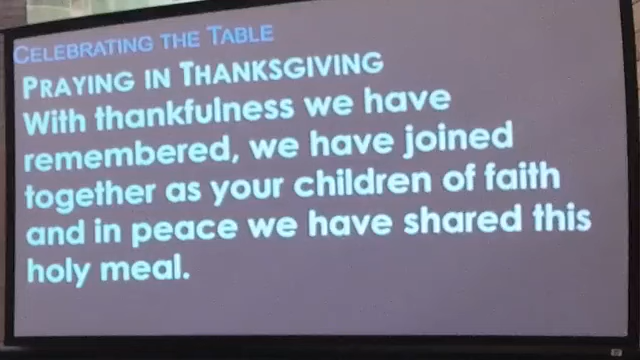 CELEBRATING THE TABLE
PRAYING IN THANKSGIVING
With thankfulness we have
remembered, we have joined
together as your children of faith
and in peace we have shared this
holy meal.